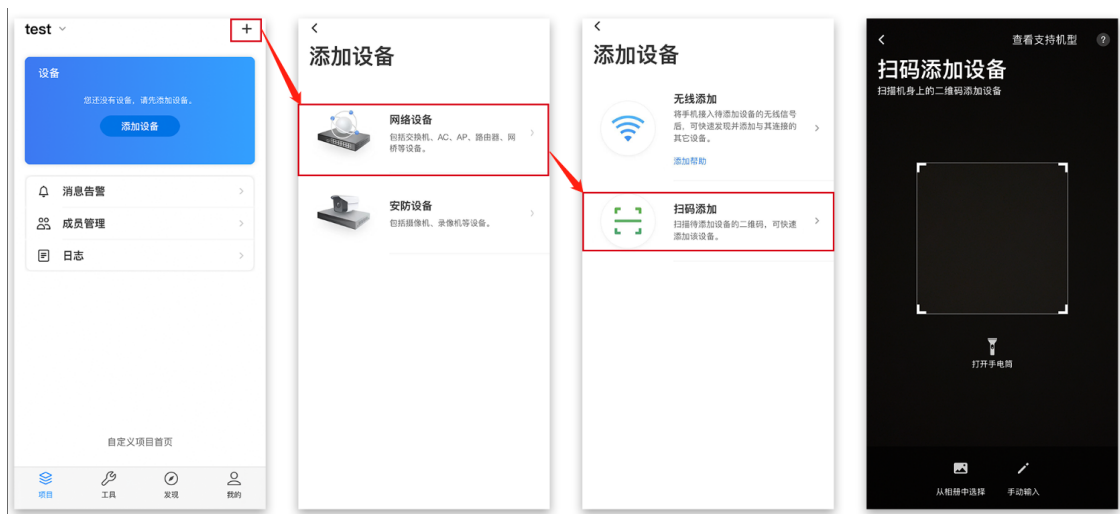 test
设备
您还没有设备，请先添加设备。
添加设备
消息告警
成员管理
日志
自定义项目首页
项目
工具
发现
我的
添加设备
网络设备
包括交换机、AC、AP、路由器、网
桥等设备。
安防设备
包括摄像机、录像机等设备。
添加设备
无线添加
将手机接入待添加设备的无线信号
后，可快速发现并添加与其连接的
其它设备。
添加帮助
扫码添加
扫描待添加设备的二维码，可快速
添加该设备。
查看支持机型 ?
扫码添加设备
扫描机身上的二维码添加设备
打开手电筒
从相册中选择
手动输入